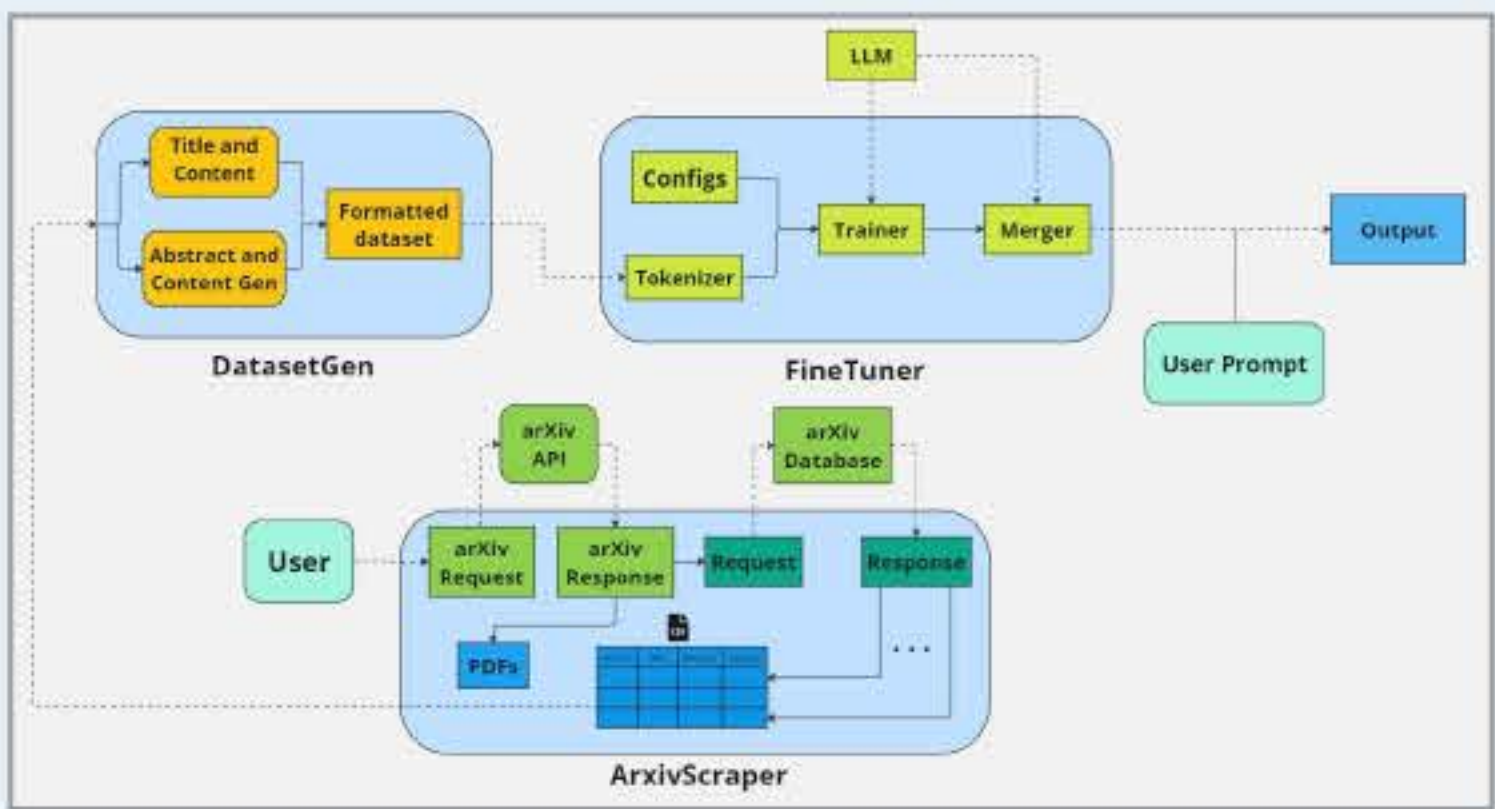 LLM
Title and
Content
Abstract and
Content Gen
Formatted
dataset
DatasetGen
Configs
Tokenizer
Trainer
Merger
FineTuner
Output
User Prompt
arXiv
API
arXiv
Database
User
arXiv
Request
arXiv
Response
Request
Response
PDFs
...
ArxivScraper